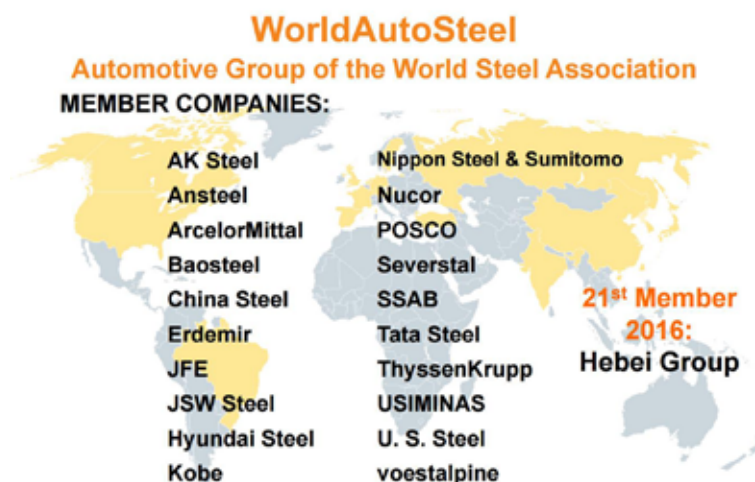 WorldAutoSteel
Automotive Group of the World Steel Association
MEMBER COMPANIES:
AK Steel
Ansteel
ArcelorMittal
Baosteel
China Steel
Erdemir
JFE
JSW Steel
Hyundai Steel
Kobe
Nippon Steel & Sumitomo
Nucor
POSCO
Severstal
SSAB
Tata Steel
ThyssenKrupp
USIMINAS
U. S. Steel
voestalpine
21st Member
2016:
Hebei Group